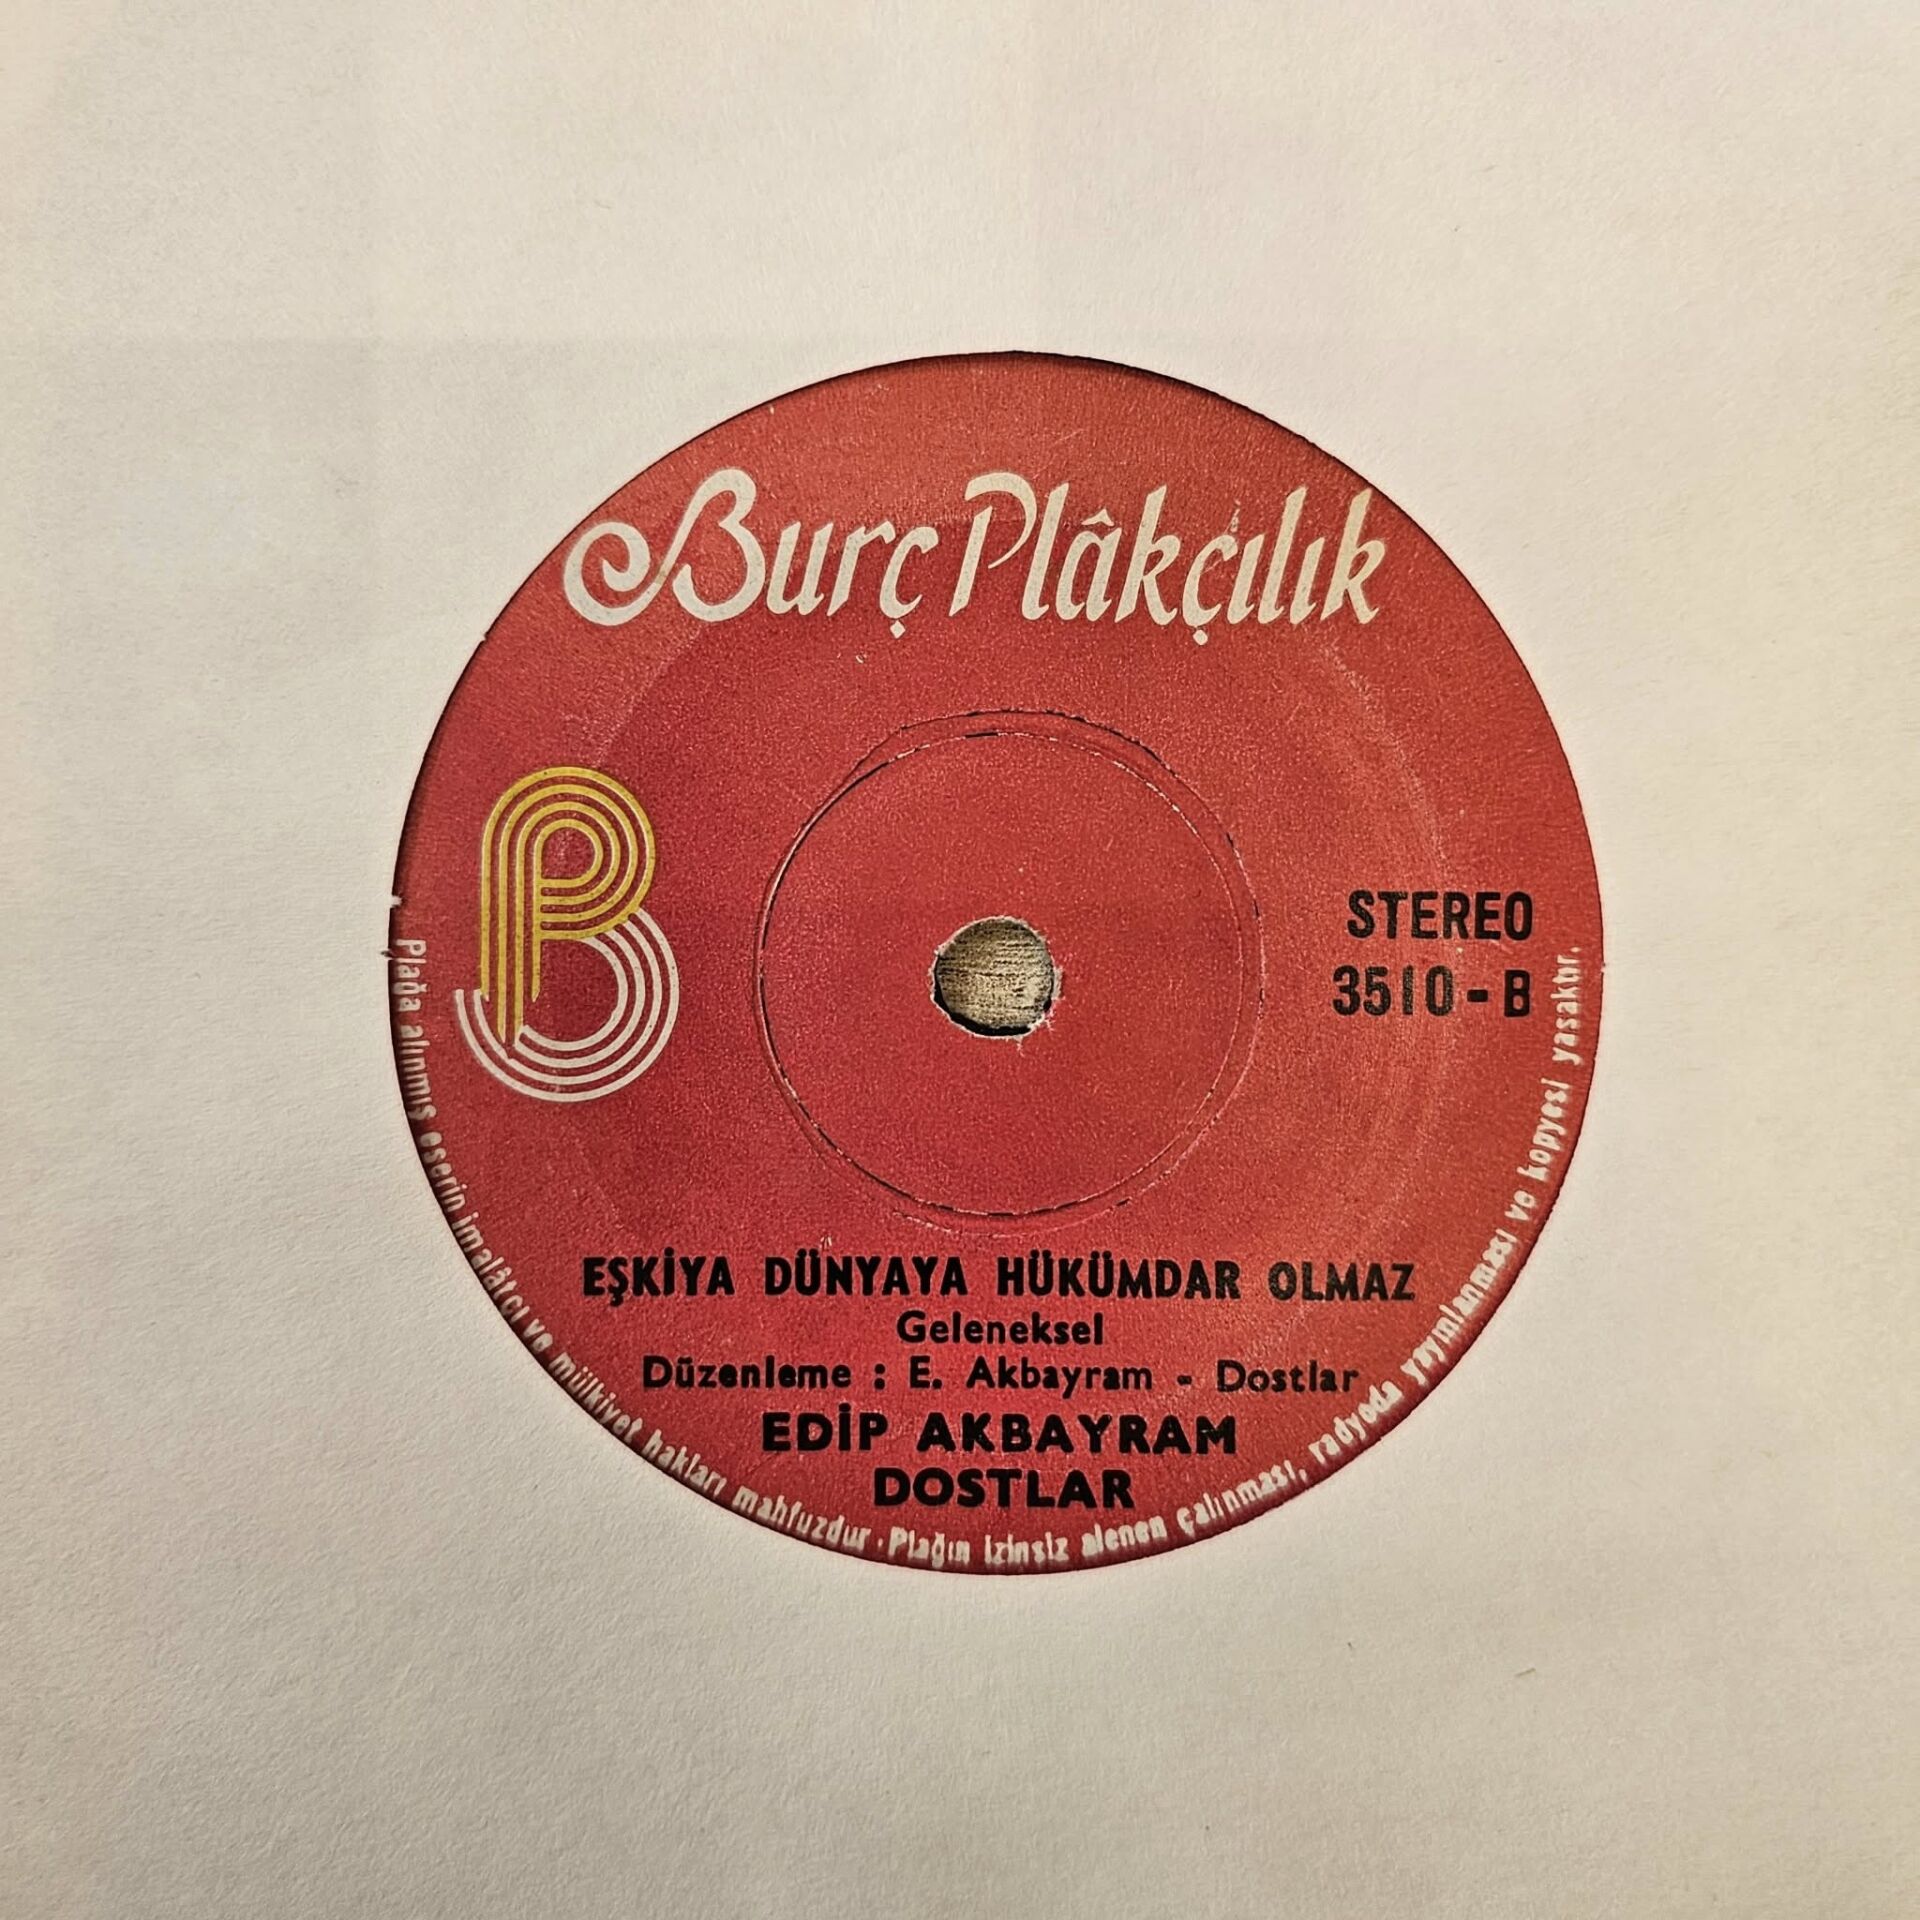 Burç Plâkçılık
STEREO
3510-B
EŞKİYA DÜNYAYA HÜKÜMDAR OLMAZ
Geleneksel
Düzenleme : E. Akbayram - Dostlar
EDİP AKBAYRAM
DOSTLAR
Plağa alınmış eserin imalâtçı ve mülkiyet hakları mahfuzdur. Plağın izinsiz alenen çalınması, radyoda yayınlanması ve kopyesi yasaktır.